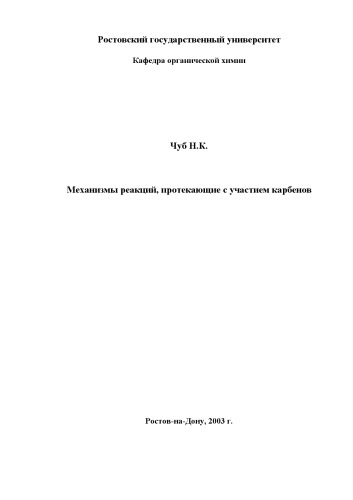 Ростовский государственный университет
Кафедра органической химии
Чуб Н.К.
Механизмы реакций, протекающие с участием карбенов
Ростов-на-Дону, 2003 г.